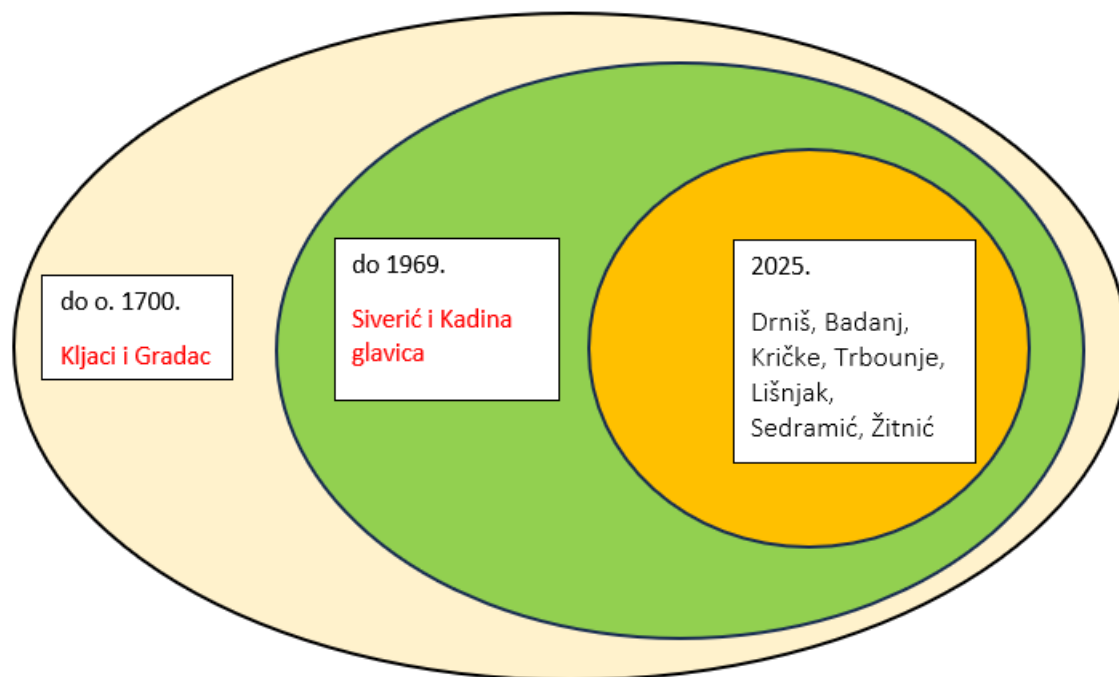 do o. 1700.
Kljaci i Gradac
do 1969.
Siverić i Kadina
glavica
2025.
Drniš, Badanj,
Kričke, Trbounje,
Lišnjak,
Sedramić, Žitnić